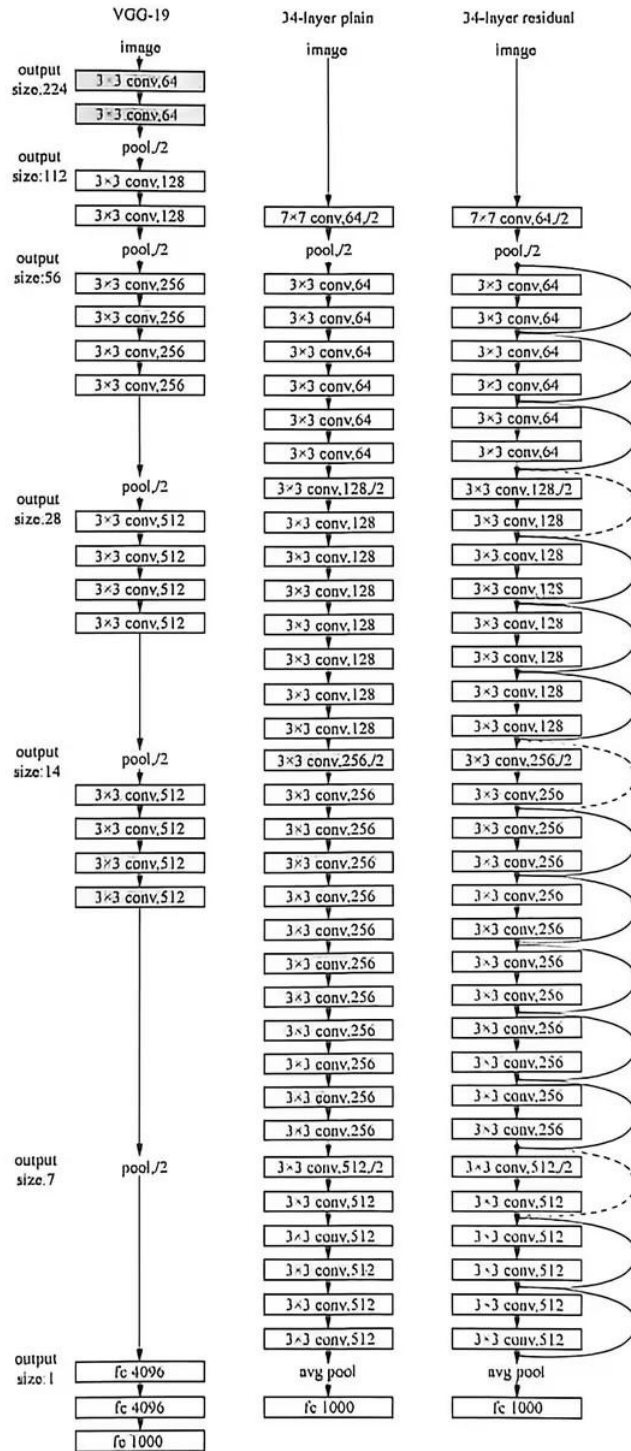 output
size:224
output
size:112
output
size:56
output
size:28
output
size:14
output
size:7
output
size:1
VGG-19
image
3×3 conv,64
3×3 conv,64
pool,/2
3×3 conv,128
3×3 conv,128
pool,/2
3×3 conv,256
3×3 conv,256
3×3 conv,256
3×3 conv,256
pool,/2
3×3 conv,512
3×3 conv,512
3×3 conv,512
3×3 conv,512
pool,/2
3×3 conv,512
3×3 conv,512
3×3 conv,512
3×3 conv,512
pool,/2
fc 4096
fc 4096
fc 1000
34-layer plain
image
7×7 conv,64,/2
pool,/2
3×3 conv,64
3×3 conv,64
3×3 conv,64
3×3 conv,64
3×3 conv,64
3×3 conv,64
3×3 conv,128,/2
3×3 conv,128
3×3 conv,128
3×3 conv,128
3×3 conv,128
3×3 conv,128
3×3 conv,128
3×3 conv,128
3×3 conv,256,/2
3×3 conv,256
3×3 conv,256
3×3 conv,256
3×3 conv,256
3×3 conv,256
3×3 conv,256
3×3 conv,256
3×3 conv,256
3×3 conv,256
3×3 conv,256
3×3 conv,256
3×3 conv,512,/2
3×3 conv,512
3×3 conv,512
3×3 conv,512
3×3 conv,512
3×3 conv,512
avg pool
fc 1000
34-layer residual
image
7×7 conv,64,/2
pool,/2
3×3 conv,64
3×3 conv,64
3×3 conv,64
3×3 conv,64
3×3 conv,64
3×3 conv,64
3×3 conv,128,/2
3×3 conv,128
3×3 conv,128
3×3 conv,128
3×3 conv,128
3×3 conv,128
3×3 conv,128
3×3 conv,128
3×3 conv,256,/2
3×3 conv,256
3×3 conv,256
3×3 conv,256
3×3 conv,256
3×3 conv,256
3×3 conv,256
3×3 conv,256
3×3 conv,256
3×3 conv,256
3×3 conv,256
3×3 conv,256
3×3 conv,512,/2
3×3 conv,512
3×3 conv,512
3×3 conv,512
3×3 conv,512
3×3 conv,512
avg pool
fc 1000